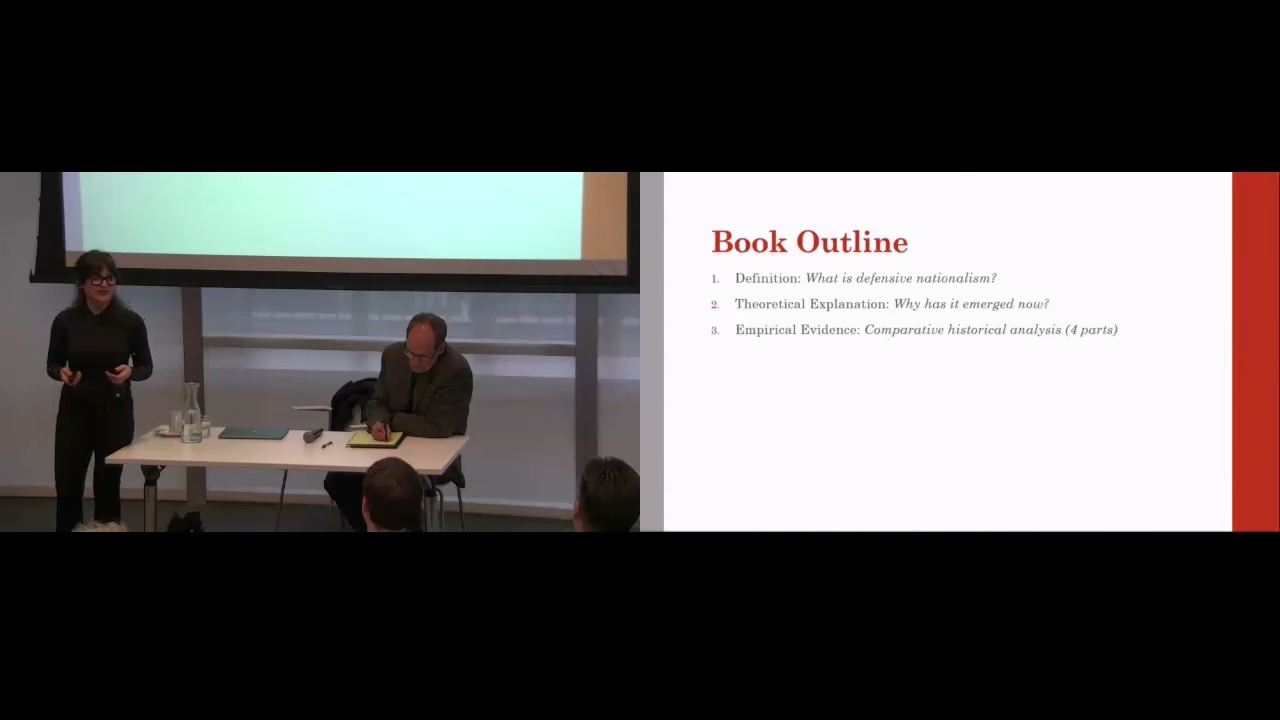 Book Outline
1. Definition: What is defensive nationalism?
2. Theoretical Explanation: Why has it emerged now?
3. Empirical Evidence: Comparative historical analysis (4 parts)